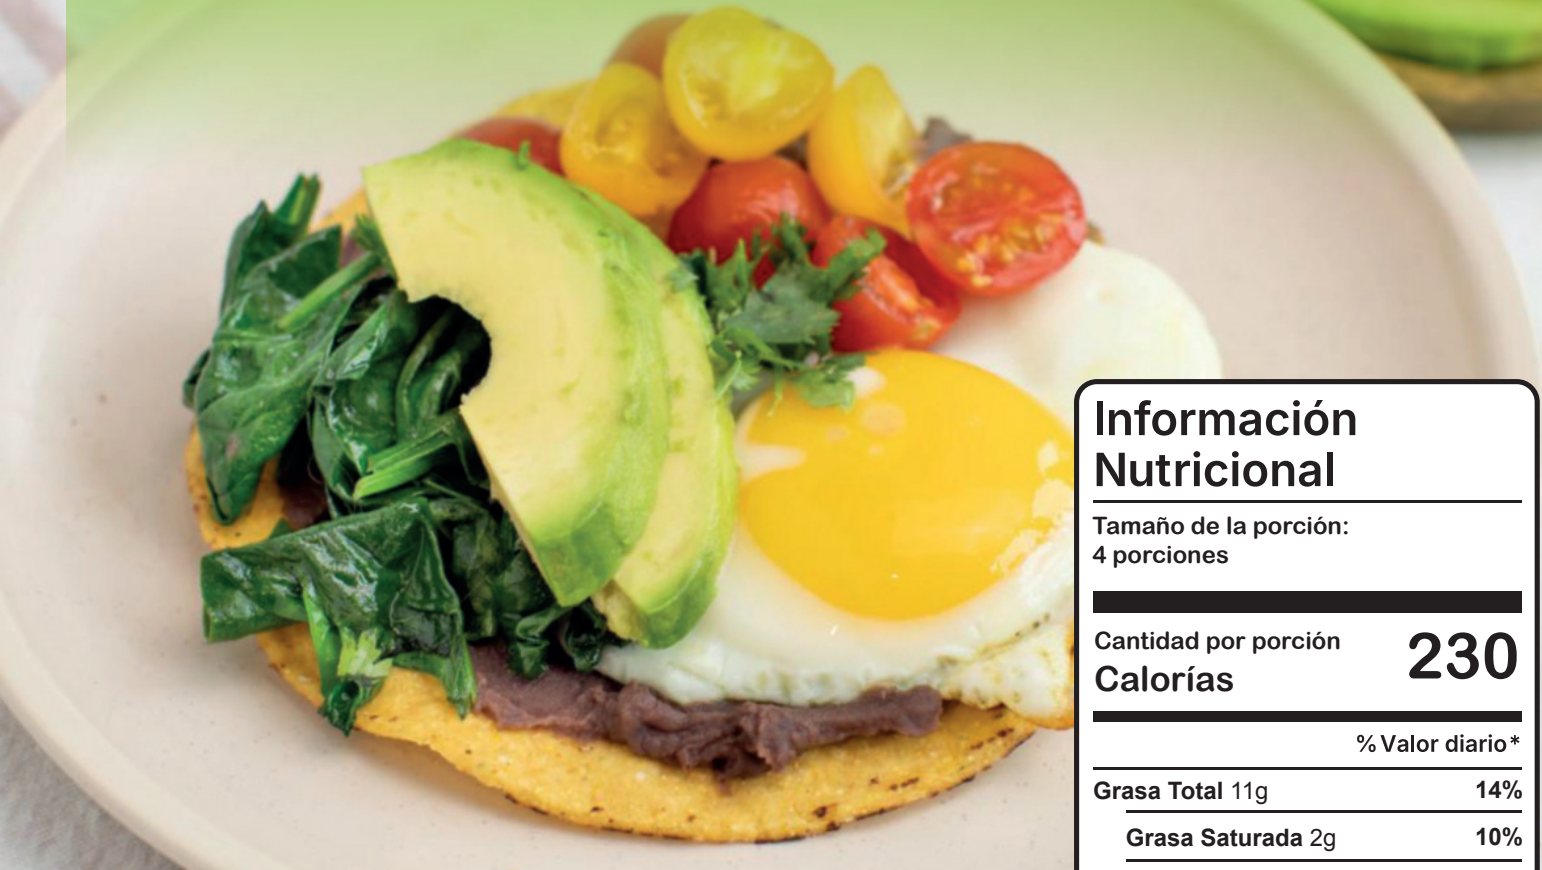 Información
Nutricional
Tamaño de la porción:
4 porciones
Cantidad por porción
Calorías 230
% Valor diario*
Grasa Total 11g 14%
Grasa Saturada 2g 10%